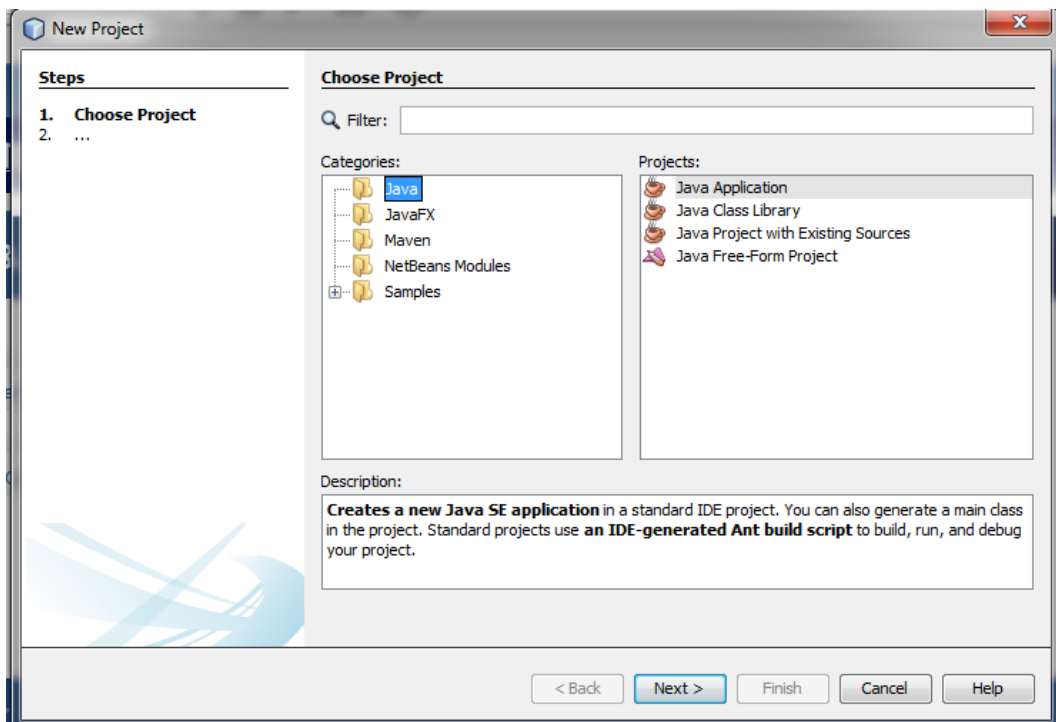 New Project
Steps
1. Choose Project
2. ...
Choose Project
Filter:
Categories:
Java
JavaFX
Maven
NetBeans Modules
Samples
Projects:
Java Application
Java Class Library
Java Project with Existing Sources
Java Free-Form Project
Description:
Creates a new Java SE application in a standard IDE project. You can also generate a main class
in the project. Standard projects use an IDE-generated Ant build script to build, run, and debug
your project.
< Back Next > Finish Cancel Help